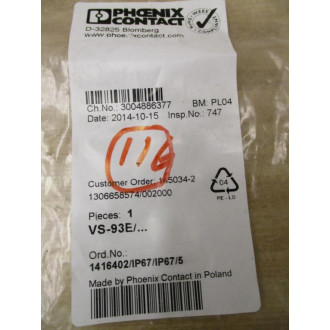 PHOENIX
CONTACT
D-32825 Blomberg
www.phoenixcontact.com
Ch.No.: 3004886377 BM: PL04
Date: 2014-10-15 Insp.No.: 747
116
Customer Order:
1306658574/002000
Pieces: 1
VS-93E/...
Ord.No.:
1416402/IP67/IP67/5
Made by Phoenix Contact in Poland
04
PE-LD